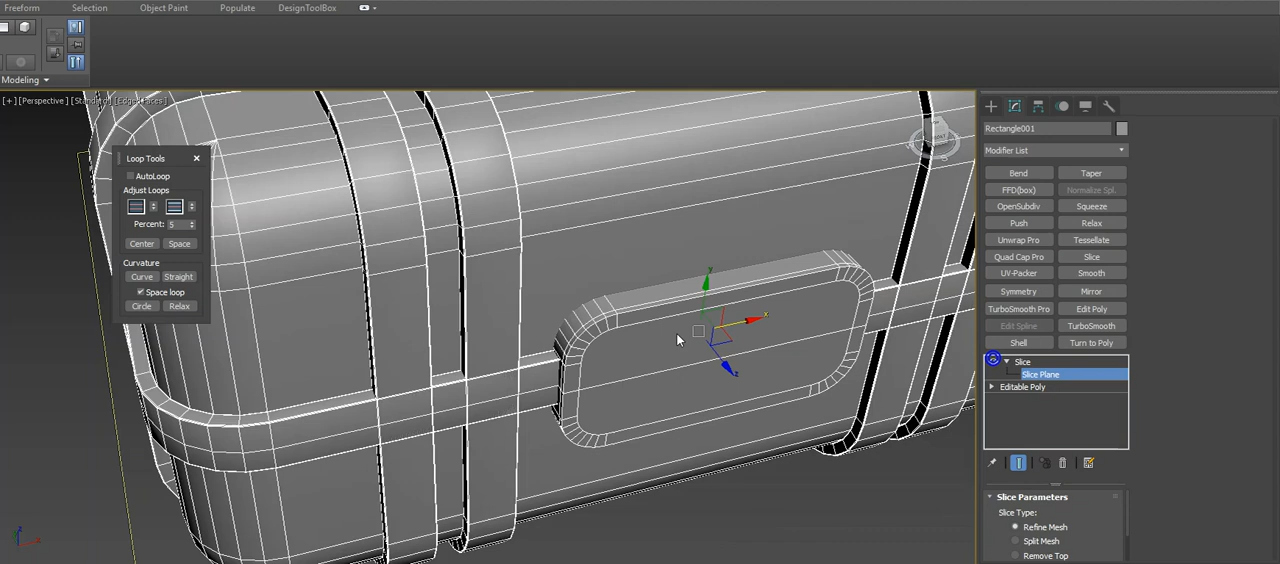 Freeform Selection Object Paint Populate DesignToolBox
Modeling
[+] [Perspective] [Standard] [Edged Faces]
Loop Tools
AutoLoop
Adjust Loops
Percent: 5
Center Space
Curvature
Curve Straight
Space loop
Circle Relax
y
x
z
Rectangle001
Modifier List
Bend Taper
FFD(box) Normalize Spl.
OpenSubdiv Squeeze
Push Relax
Unwrap Pro Tessellate
Quad Cap Pro Slice
UV-Packer Smooth
Symmetry Mirror
TurboSmooth Pro Edit Poly
Edit Spline TurboSmooth
Shell Turn to Poly
Slice
Slice Plane
Editable Poly
Slice Parameters
Slice Type:
Refine Mesh
Split Mesh
Remove Top